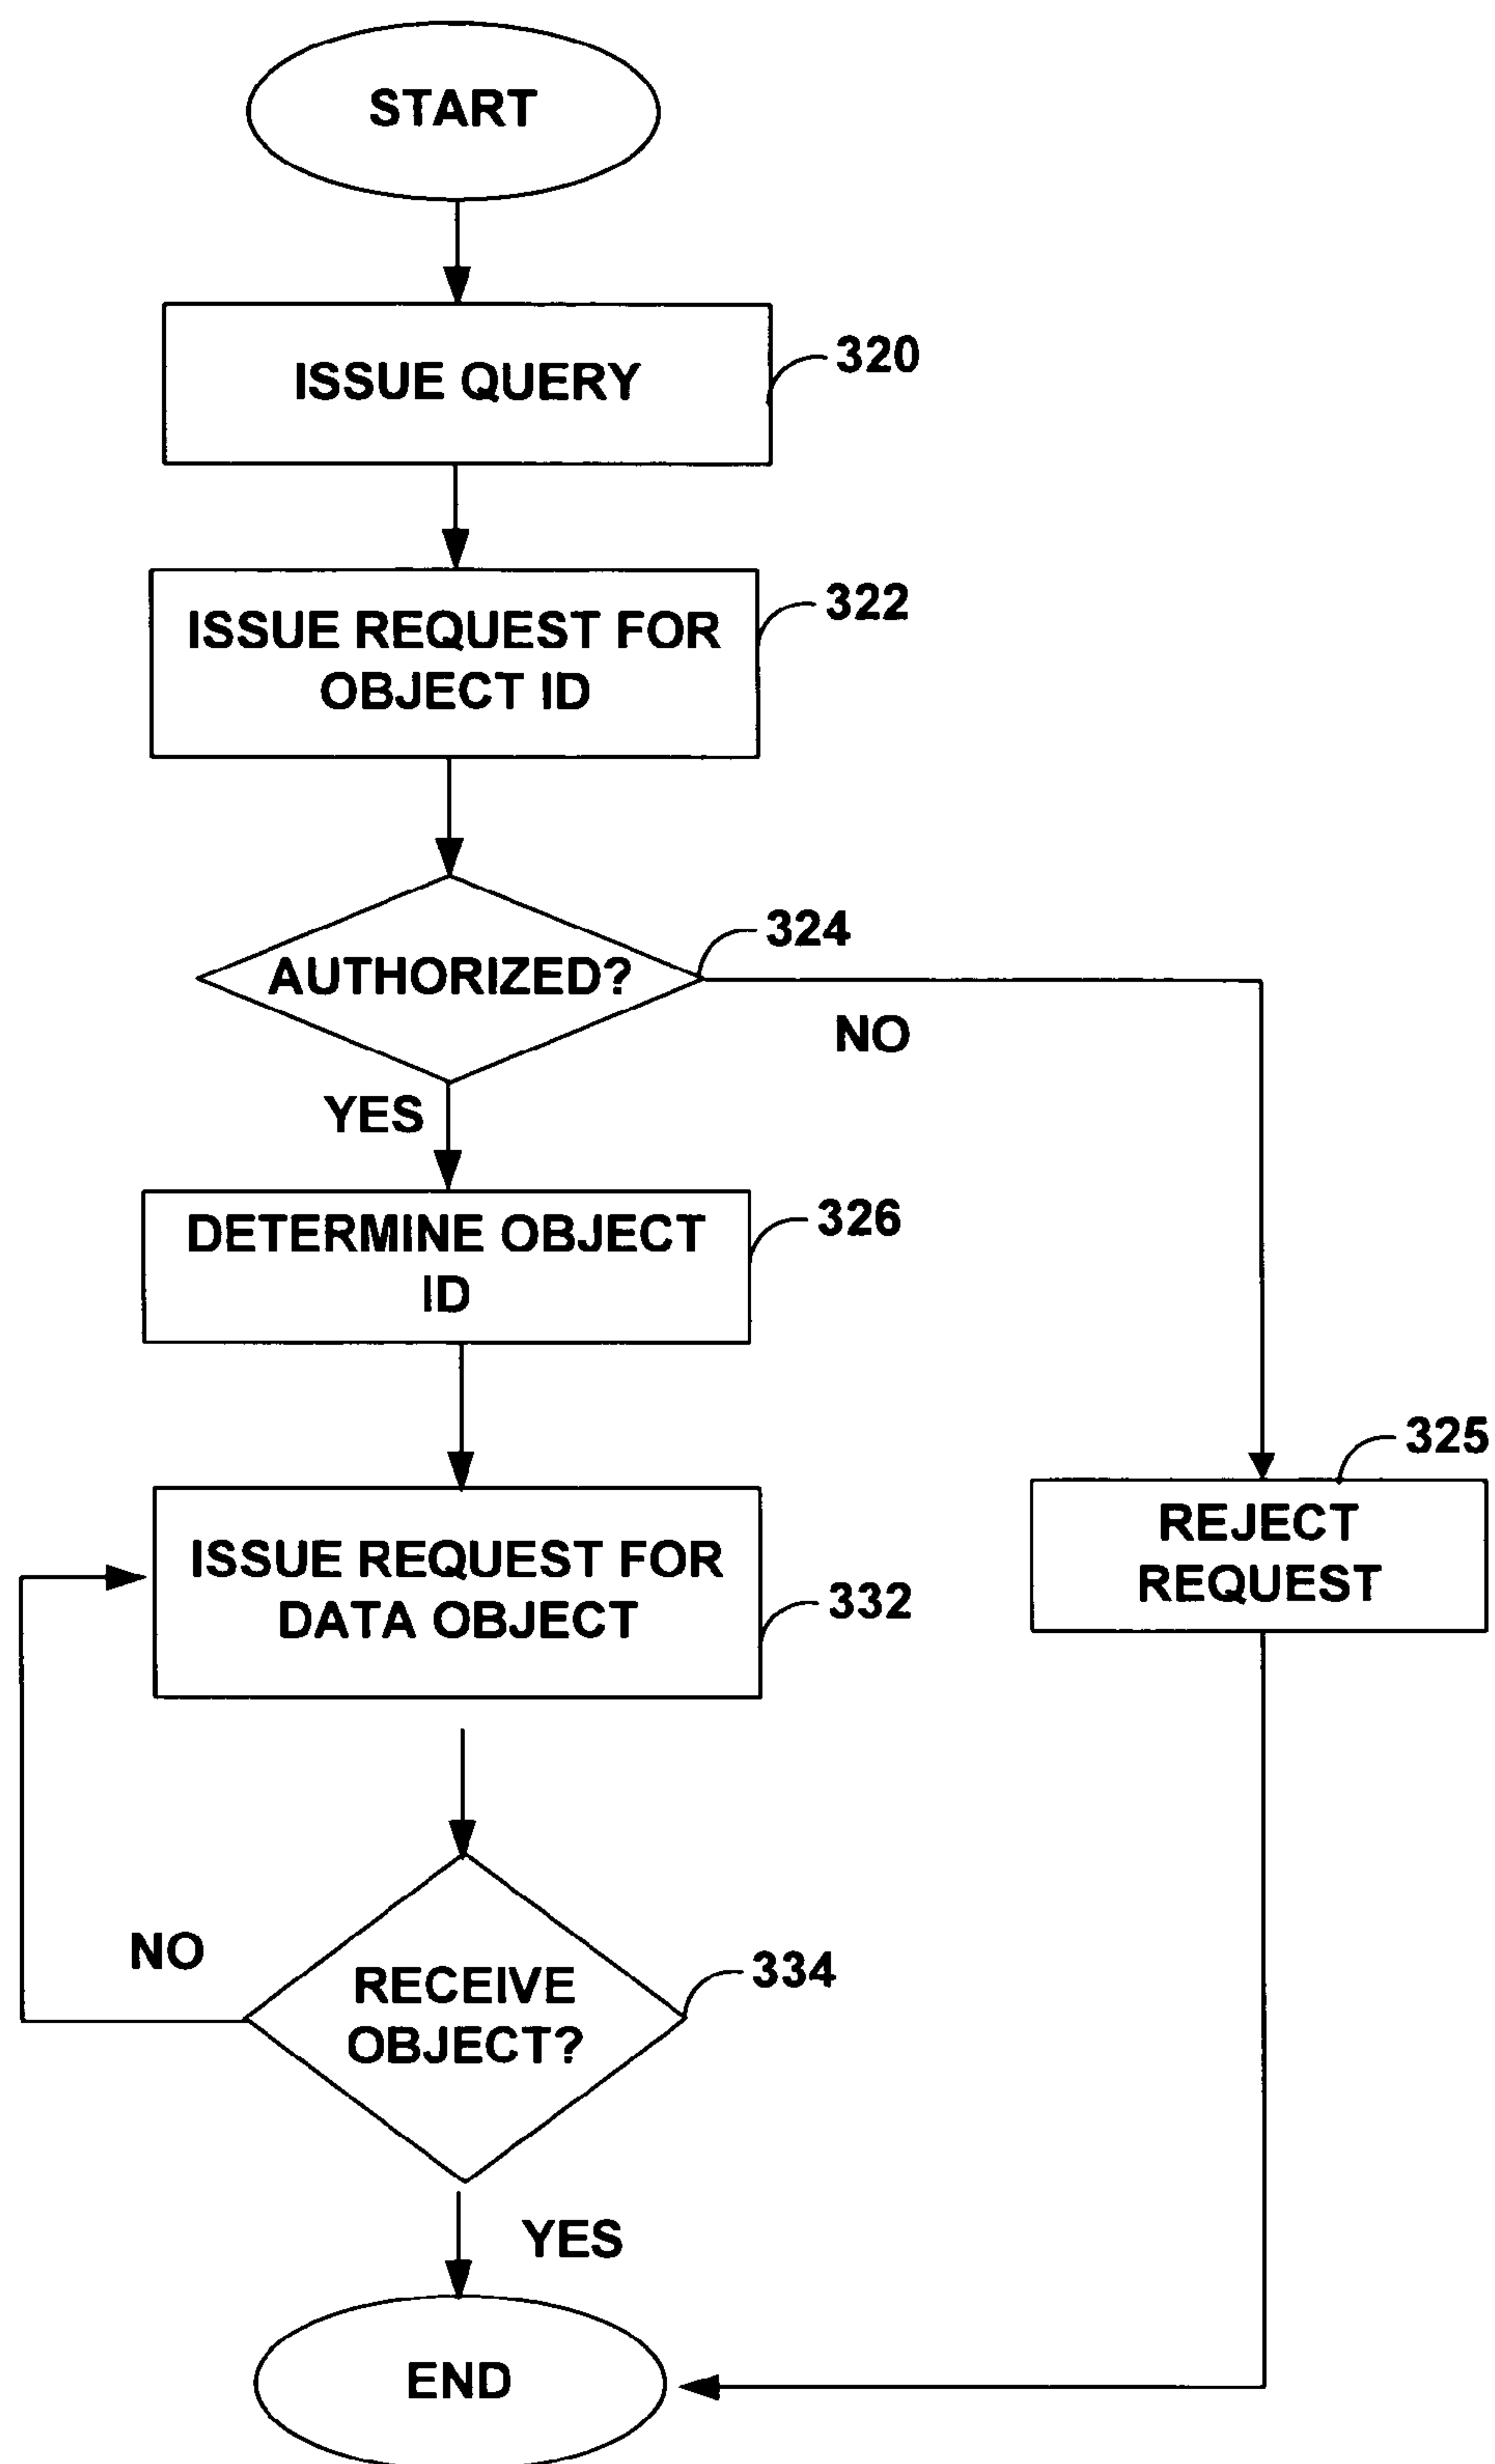 START
ISSUE QUERY
320
ISSUE REQUEST FOR
OBJECT ID
322
AUTHORIZED?
324
NO
YES
DETERMINE OBJECT
ID
326
325
REJECT
REQUEST
ISSUE REQUEST FOR
DATA OBJECT
332
NO
RECEIVE
OBJECT?
334
YES
END